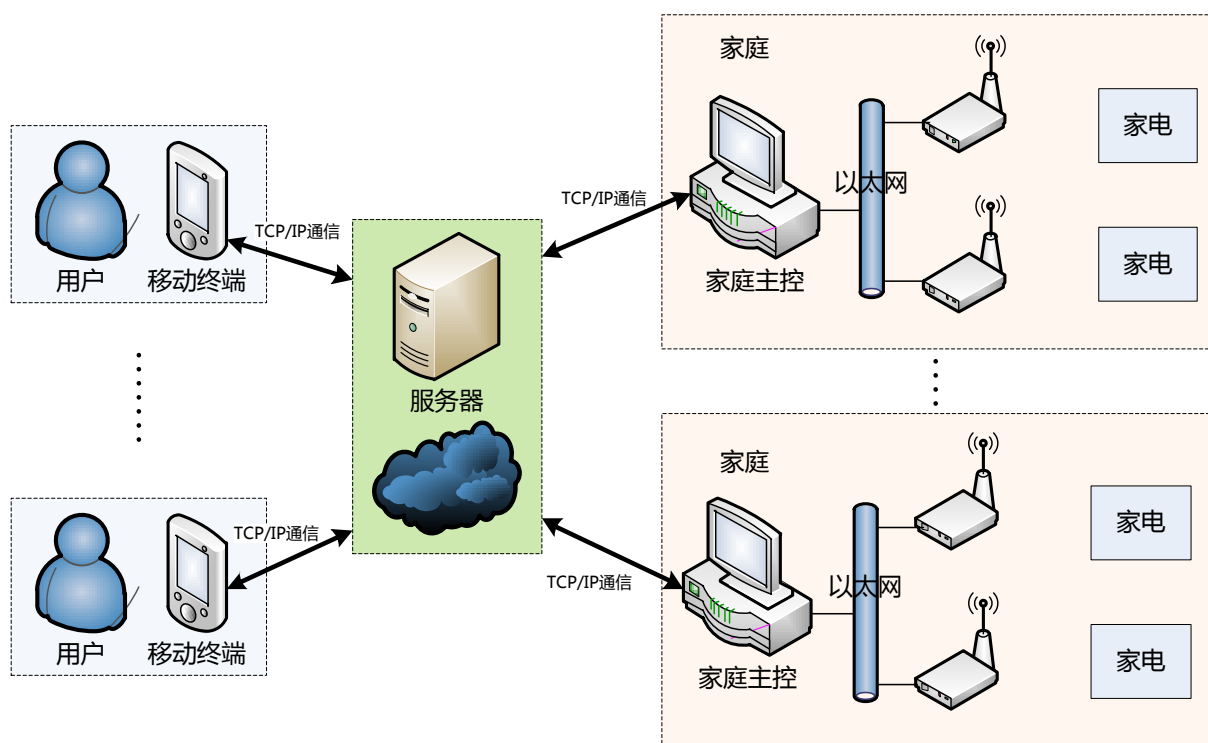 家庭
家电
以太网
TCP/IP通信
TCP/IP通信
家电
用户
移动终端
家庭主控
服务器
家庭
家电
TCP/IP通信
TCP/IP通信
以太网
用户
移动终端
家庭主控
家电